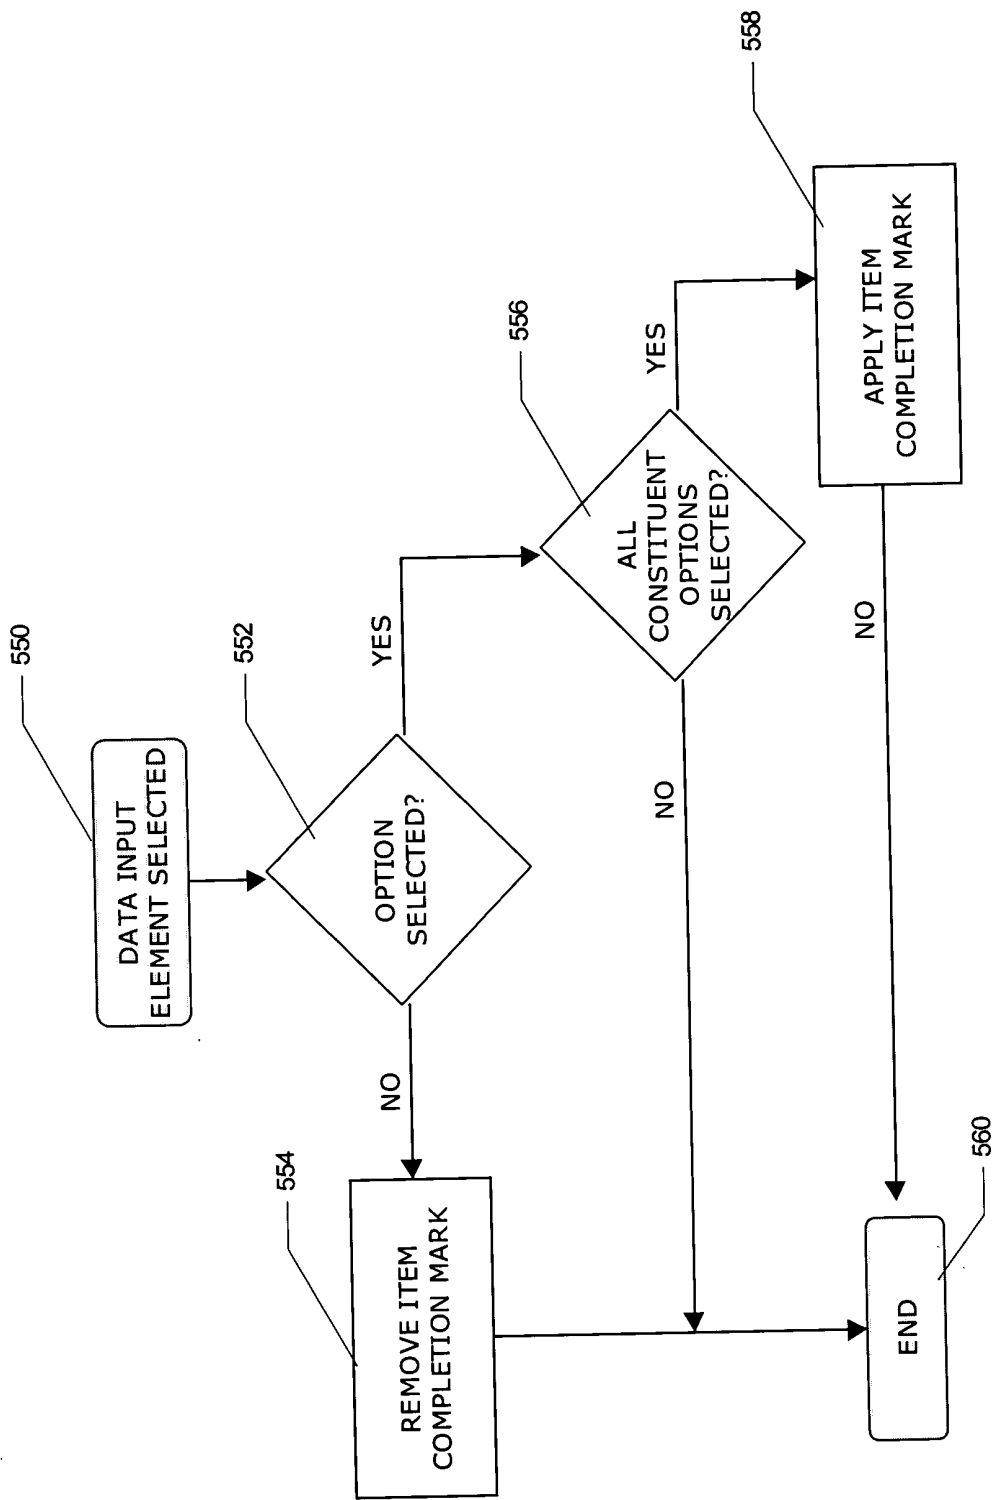 550
DATA INPUT
ELEMENT SELECTED
552
OPTION
SELECTED?
NO
YES
554
REMOVE ITEM
COMPLETION MARK
556
ALL
CONSTITUENT
OPTIONS
SELECTED?
NO
YES
558
APPLY ITEM
COMPLETION MARK
NO
560
END